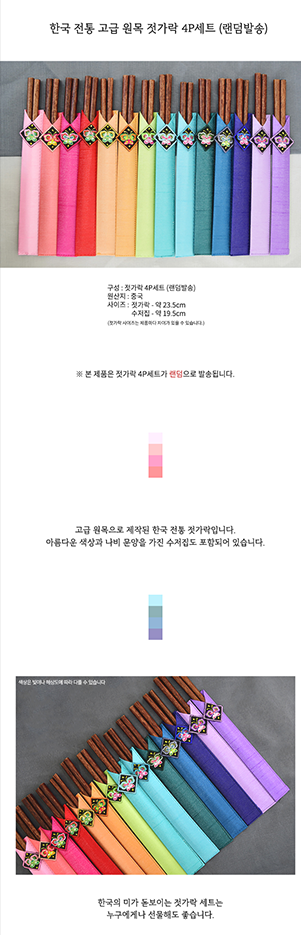 한국 전통 고급 원목 젓가락 4P세트 (랜덤발송)
구성 : 젓가락 4P세트 (랜덤발송)
원산지 : 중국
사이즈 : 젓가락 - 약 23.5cm
수저집 - 약 19.5cm
(젓가락 사이즈는 제품마다 차이가 있을 수 있습니다.)
※ 본 제품은 젓가락 4P세트가 랜덤으로 발송됩니다.
고급 원목으로 제작된 한국 전통 젓가락입니다.
아름다운 색상과 나비 문양을 가진 수저집도 포함되어 있습니다.
색상은 빛이나 해상도에 따라 다를 수 있습니다
한국의 미가 돋보이는 젓가락 세트는
누구에게나 선물해도 좋습니다.